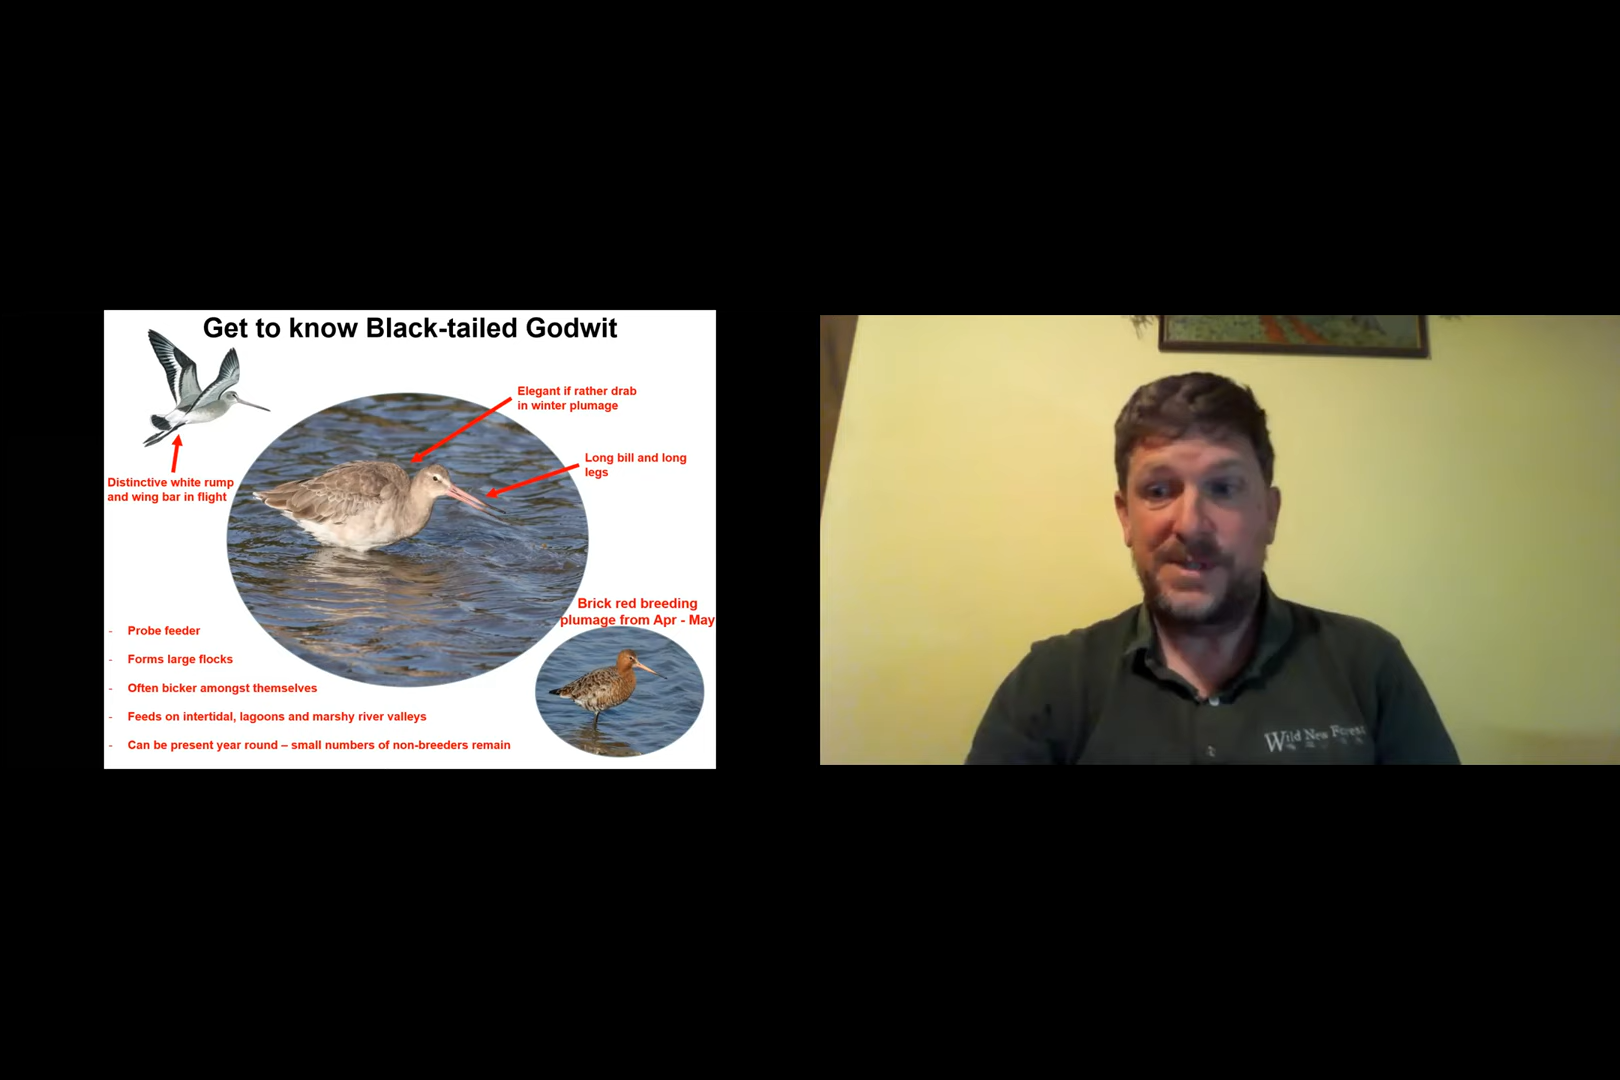 Get to know Black-tailed Godwit
Elegant if rather drab
in winter plumage
Long bill and long
legs
Distinctive white rump
and wing bar in flight
Brick red breeding
plumage from Apr - May
- Probe feeder
- Forms large flocks
- Often bicker amongst themselves
- Feeds on intertidal, lagoons and marshy river valleys
- Can be present year round – small numbers of non-breeders remain
Wild New Forest